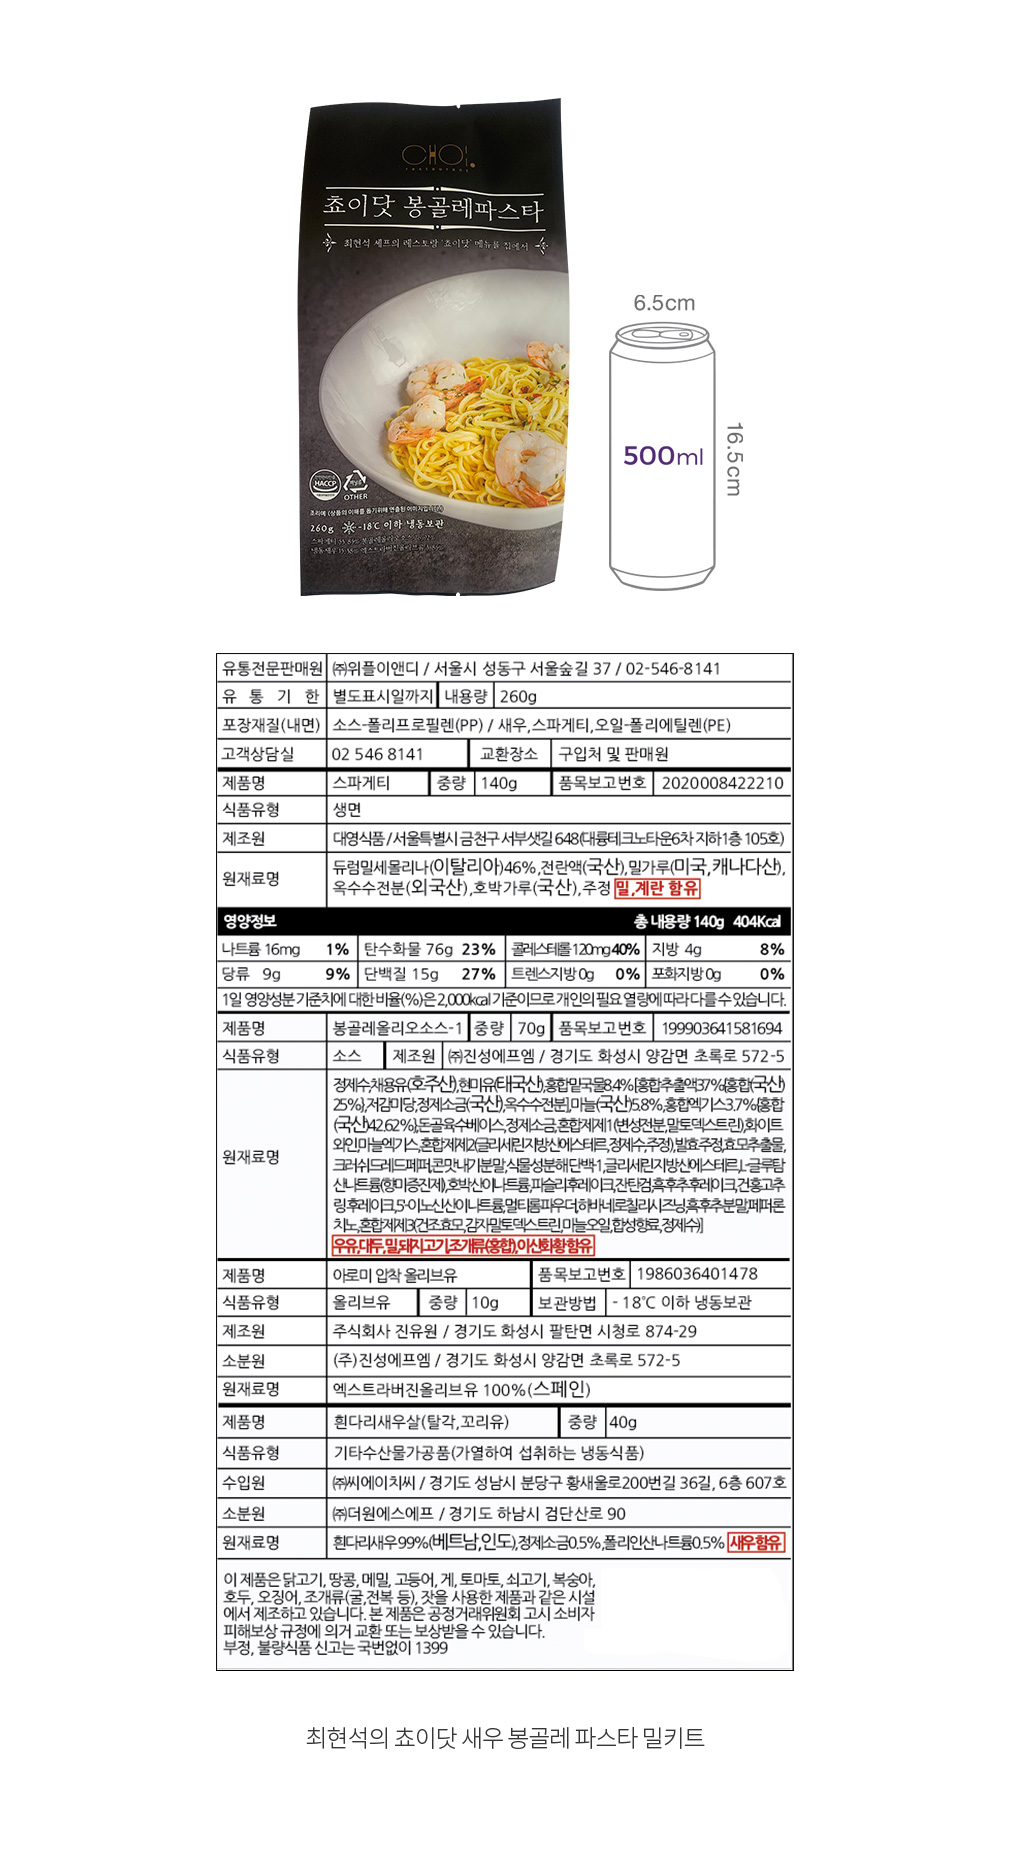 CHOI.
restaurant
쵸이닷 봉골레파스타
최현석 셰프의 레스토랑 '쵸이닷' 메뉴를 집에서
HACCP
OTHER
조리예 (상품의 이해를 돕기위해 연출된 이미지입니다)
260g -18℃ 이하 냉동보관
6.5cm
16.5cm
500ml
유통전문판매원 ㈜위플이앤디 / 서울시 성동구 서울숲길 37 / 02-546-8141
유 통 기 한 별도표시일까지 내용량 260g
포장재질(내면) 소스-폴리프로필렌(PP) / 새우,스파게티,오일-폴리에틸렌(PE)
고객상담실 02 546 8141 교환장소 구입처 및 판매원
제품명 스파게티 중량 140g 품목보고번호 2020008422210
식품유형 생면
제조원 대영식품 / 서울특별시 금천구 서부샛길 648(대륭테크노타운6차 지하1층 105호)
원재료명 듀럼밀세몰리나(이탈리아)46%,전란액(국산),밀가루(미국,캐나다산),
옥수수전분(외국산),호박가루(국산),주정 밀,계란 함유
영양정보 총 내용량 140g 404Kcal
나트륨 16mg 1% 탄수화물 76g 23% 콜레스테롤 120mg 40% 지방 4g 8%
당류 9g 9% 단백질 15g 27% 트렌스지방 0g 0% 포화지방 0g 0%
1일 영양성분 기준치에 대한 비율(%)은 2,000kcal 기준이므로 개인의 필요 열량에 따라 다를 수 있습니다.
제품명 봉골레올리오소스-1 중량 70g 품목보고번호 199903641581694
식품유형 소스 제조원 ㈜진성에프엠 / 경기도 화성시 양감면 초록로 572-5
원재료명 정제수,채용유(호주산),현미유(태국산),홍합밑국물8.4%[홍합추출액37%{홍합(국산)
25%},저감미당,정제소금(국산),옥수수전분],마늘(국산)5.8%,홍합엑기스3.7%{홍합
(국산)42.62%},돈골육수베이스,정제소금,혼합제제1(변성전분,말토덱스트린),화이트
와인,마늘엑기스,혼합제제2(글리세린지방산에스테르,정제수,주정),발효주정,효모추출물,
크러쉬드레드페퍼,콘맛내기분말,식물성분해단백-1,글리세린지방산에스테르,L-글루탐
산나트륨(향미증진제),호박산이나트륨,파슬리후레이크,잔탄검,흑후추후레이크,건홍고추
링후레이크,5'-이노신산이나트륨,멀티롬파우더,하바네로칠리시즈닝,흑후추분말,페퍼론
치노,혼합제제3(건조효모,감자말토덱스트린,마늘오일,합성향료,정제수)]
우유,대두,밀,돼지고기,조개류(홍합),이산화황 함유
제품명 아로미 압착 올리브유 품목보고번호 1986036401478
식품유형 올리브유 중량 10g 보관방법 - 18℃ 이하 냉동보관
제조원 주식회사 진유원 / 경기도 화성시 팔탄면 시청로 874-29
소분원 (주)진성에프엠 / 경기도 화성시 양감면 초록로 572-5
원재료명 엑스트라버진올리브유 100%(스페인)
제품명 흰다리새우살(탈각,꼬리유) 중량 40g
식품유형 기타수산물가공품(가열하여 섭취하는 냉동식품)
수입원 ㈜씨에이치씨 / 경기도 성남시 분당구 황새울로200번길 36길, 6층 607호
소분원 ㈜더원에스에프 / 경기도 하남시 검단산로 90
원재료명 흰다리새우99%(베트남,인도),정제소금0.5%,폴리인산나트륨0.5% 새우함유
이 제품은 닭고기, 땅콩, 메밀, 고등어, 게, 토마토, 쇠고기, 복숭아,
호두, 오징어, 조개류(굴,전복 등), 잣을 사용한 제품과 같은 시설
에서 제조하고 있습니다. 본 제품은 공정거래위원회 고시 소비자
피해보상 규정에 의거 교환 또는 보상받을 수 있습니다.
부정, 불량식품 신고는 국번없이 1399
최현석의 쵸이닷 새우 봉골레 파스타 밀키트